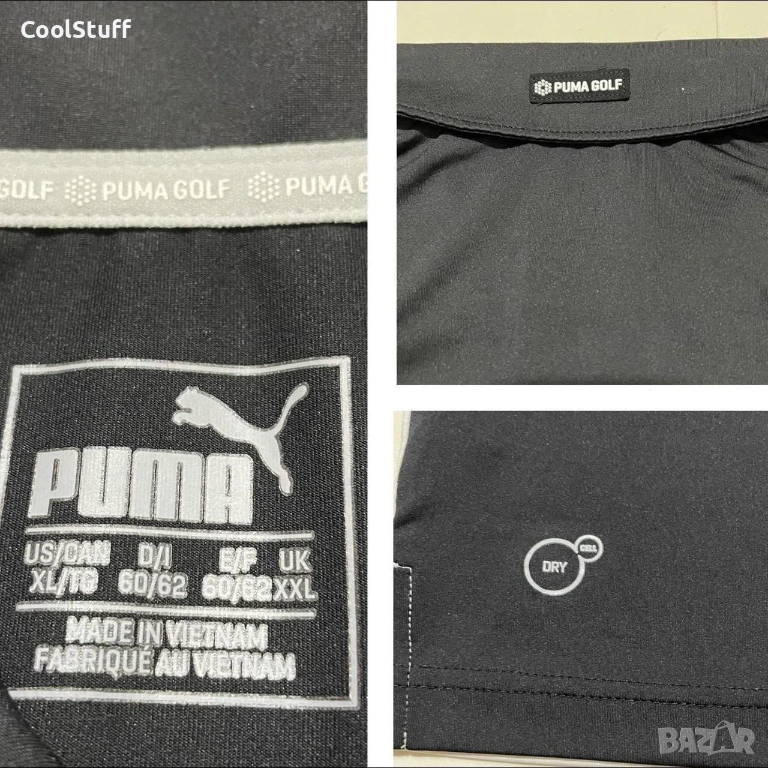 CoolStuff
GOLF PUMA GOLF PUMA G
PUMA
US/CAN D/I E/F UK
XL/TG 60/62 60/62 XXL
MADE IN VIETNAM
FABRIQUÉ AU VIETNAM
PUMA GOLF
DRY CELL
BAZAR